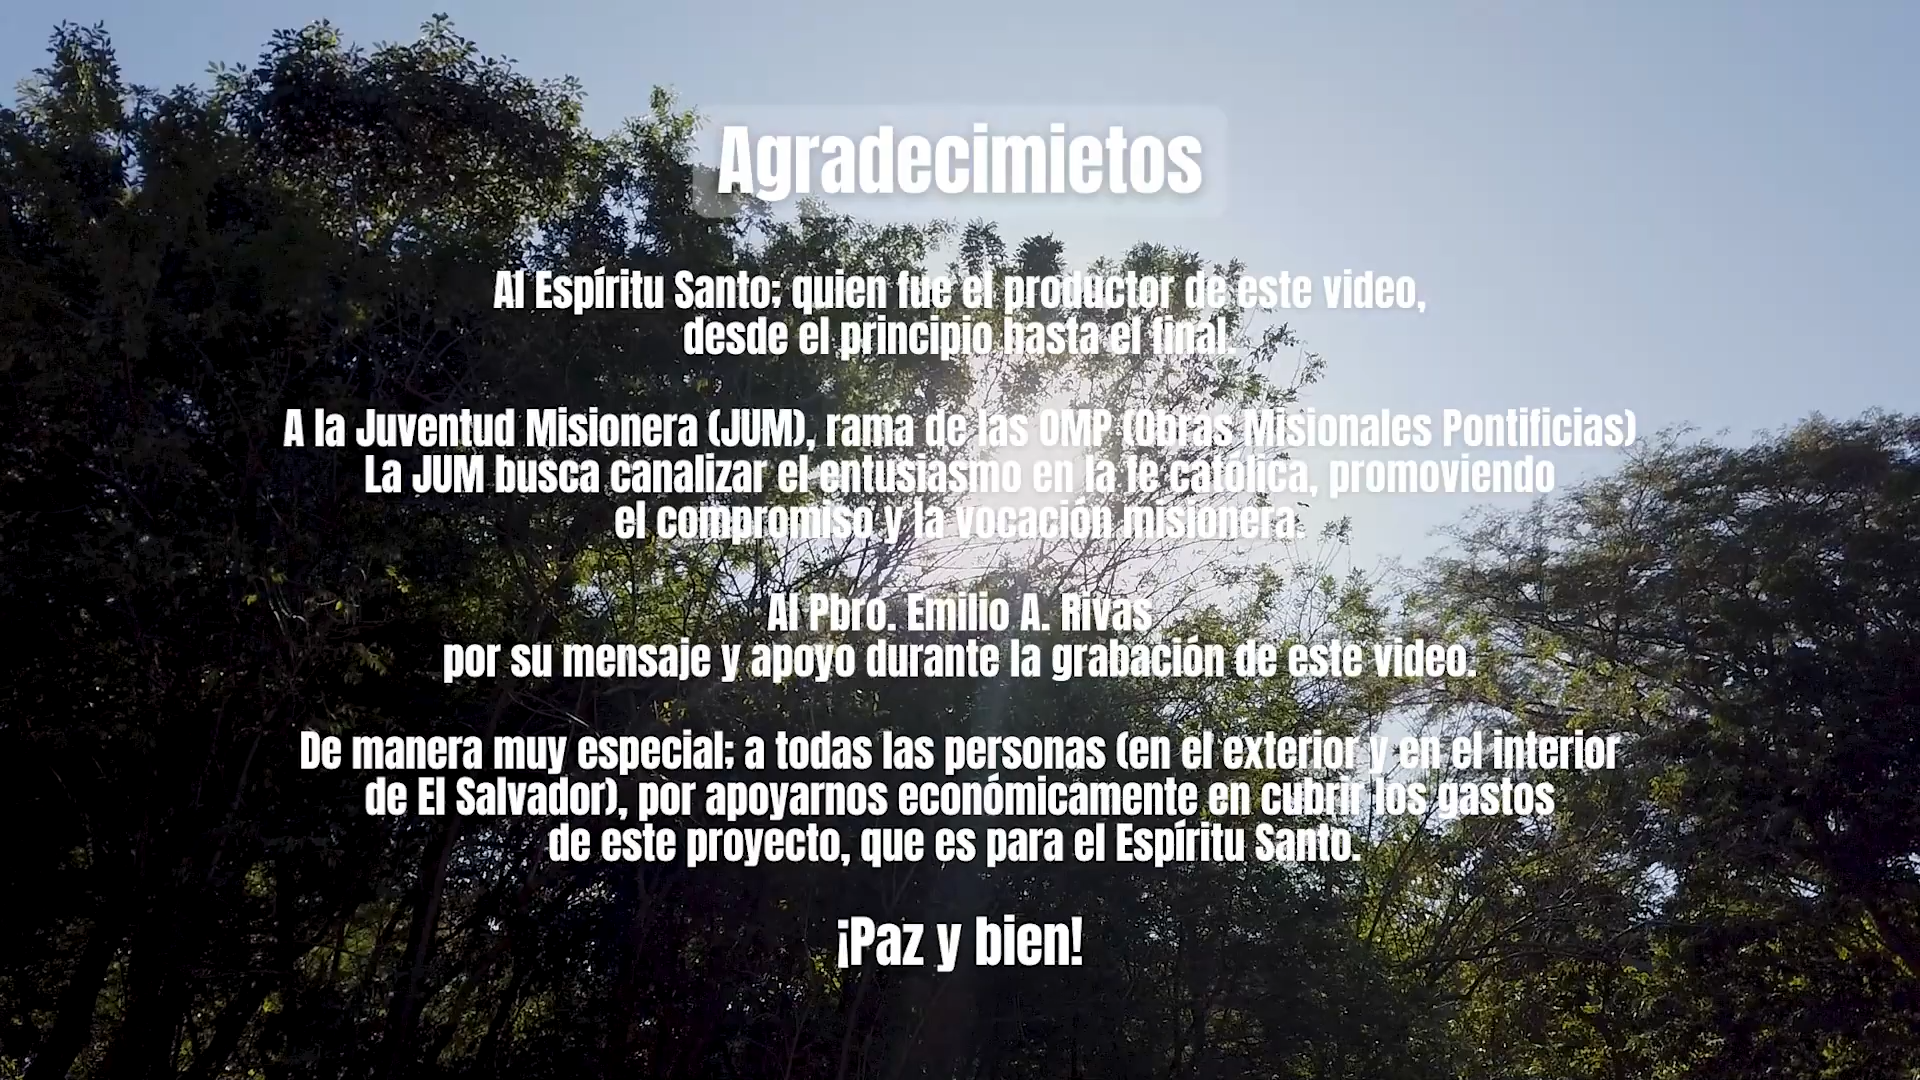 Agradecimietos
Al Espíritu Santo; quien fue el productor de este video,
desde el principio hasta el final.
A la Juventud Misionera (JUM), rama de las OMP (Obras Misionales Pontificias)
La JUM busca canalizar el entusiasmo en la fe católica, promoviendo
el compromiso y la vocación misionera.
Al Pbro. Emilio A. Rivas
por su mensaje y apoyo durante la grabación de este video.
De manera muy especial; a todas las personas (en el exterior y en el interior
de El Salvador), por apoyarnos económicamente en cubrir los gastos
de este proyecto, que es para el Espíritu Santo.
¡Paz y bien!